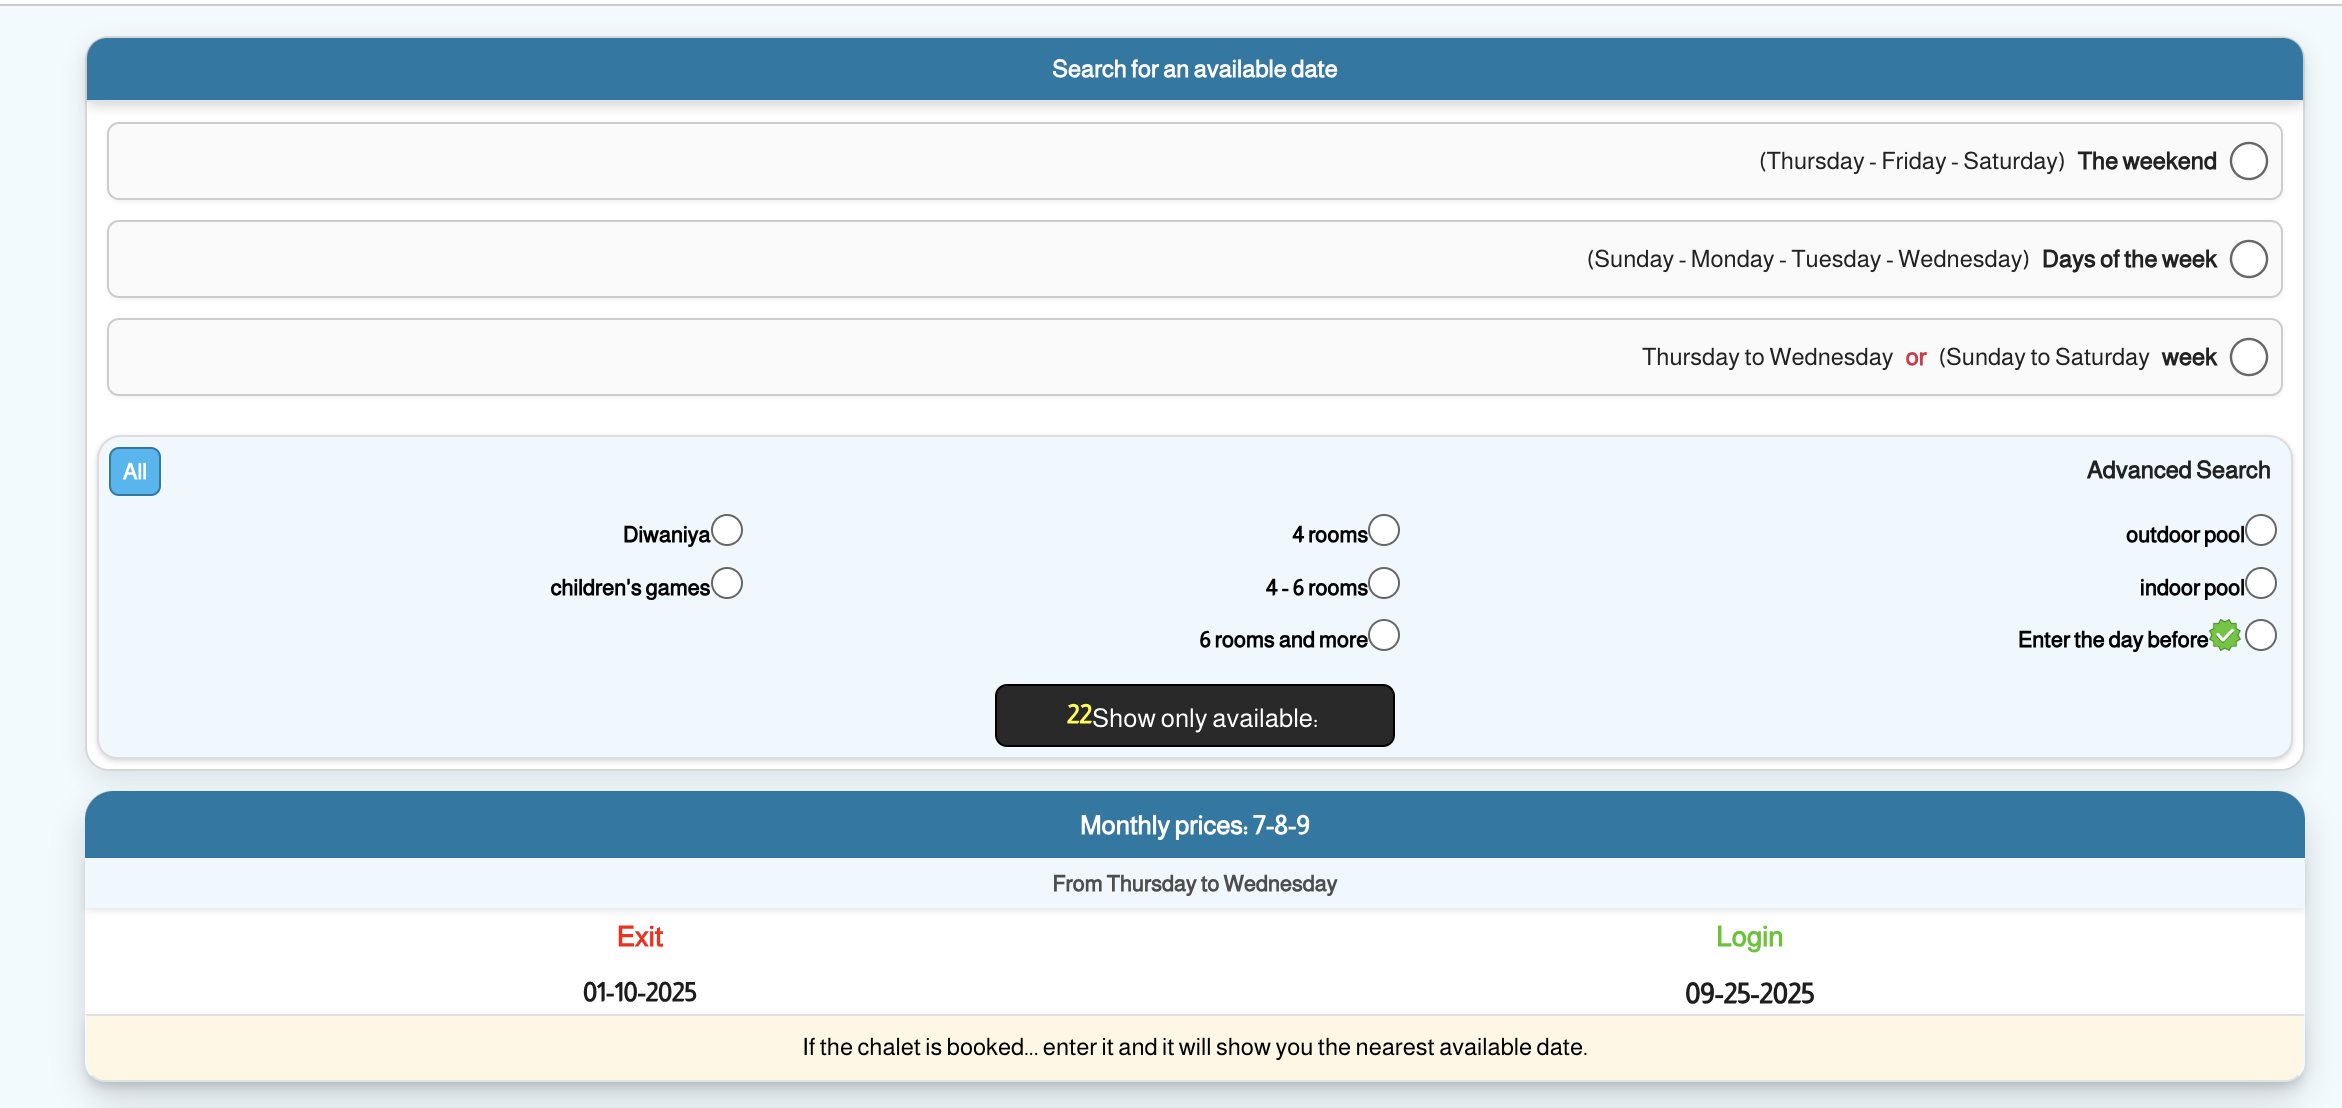 Search for an available date
(Thursday - Friday - Saturday) The weekend
(Sunday - Monday - Tuesday - Wednesday) Days of the week
Thursday to Wednesday or (Sunday to Saturday week
All
Advanced Search
Diwaniya
4 rooms
outdoor pool
children's games
4 - 6 rooms
indoor pool
6 rooms and more
Enter the day before
22Show only available:
Monthly prices: 7-8-9
From Thursday to Wednesday
Exit
Login
01-10-2025
09-25-2025
If the chalet is booked... enter it and it will show you the nearest available date.